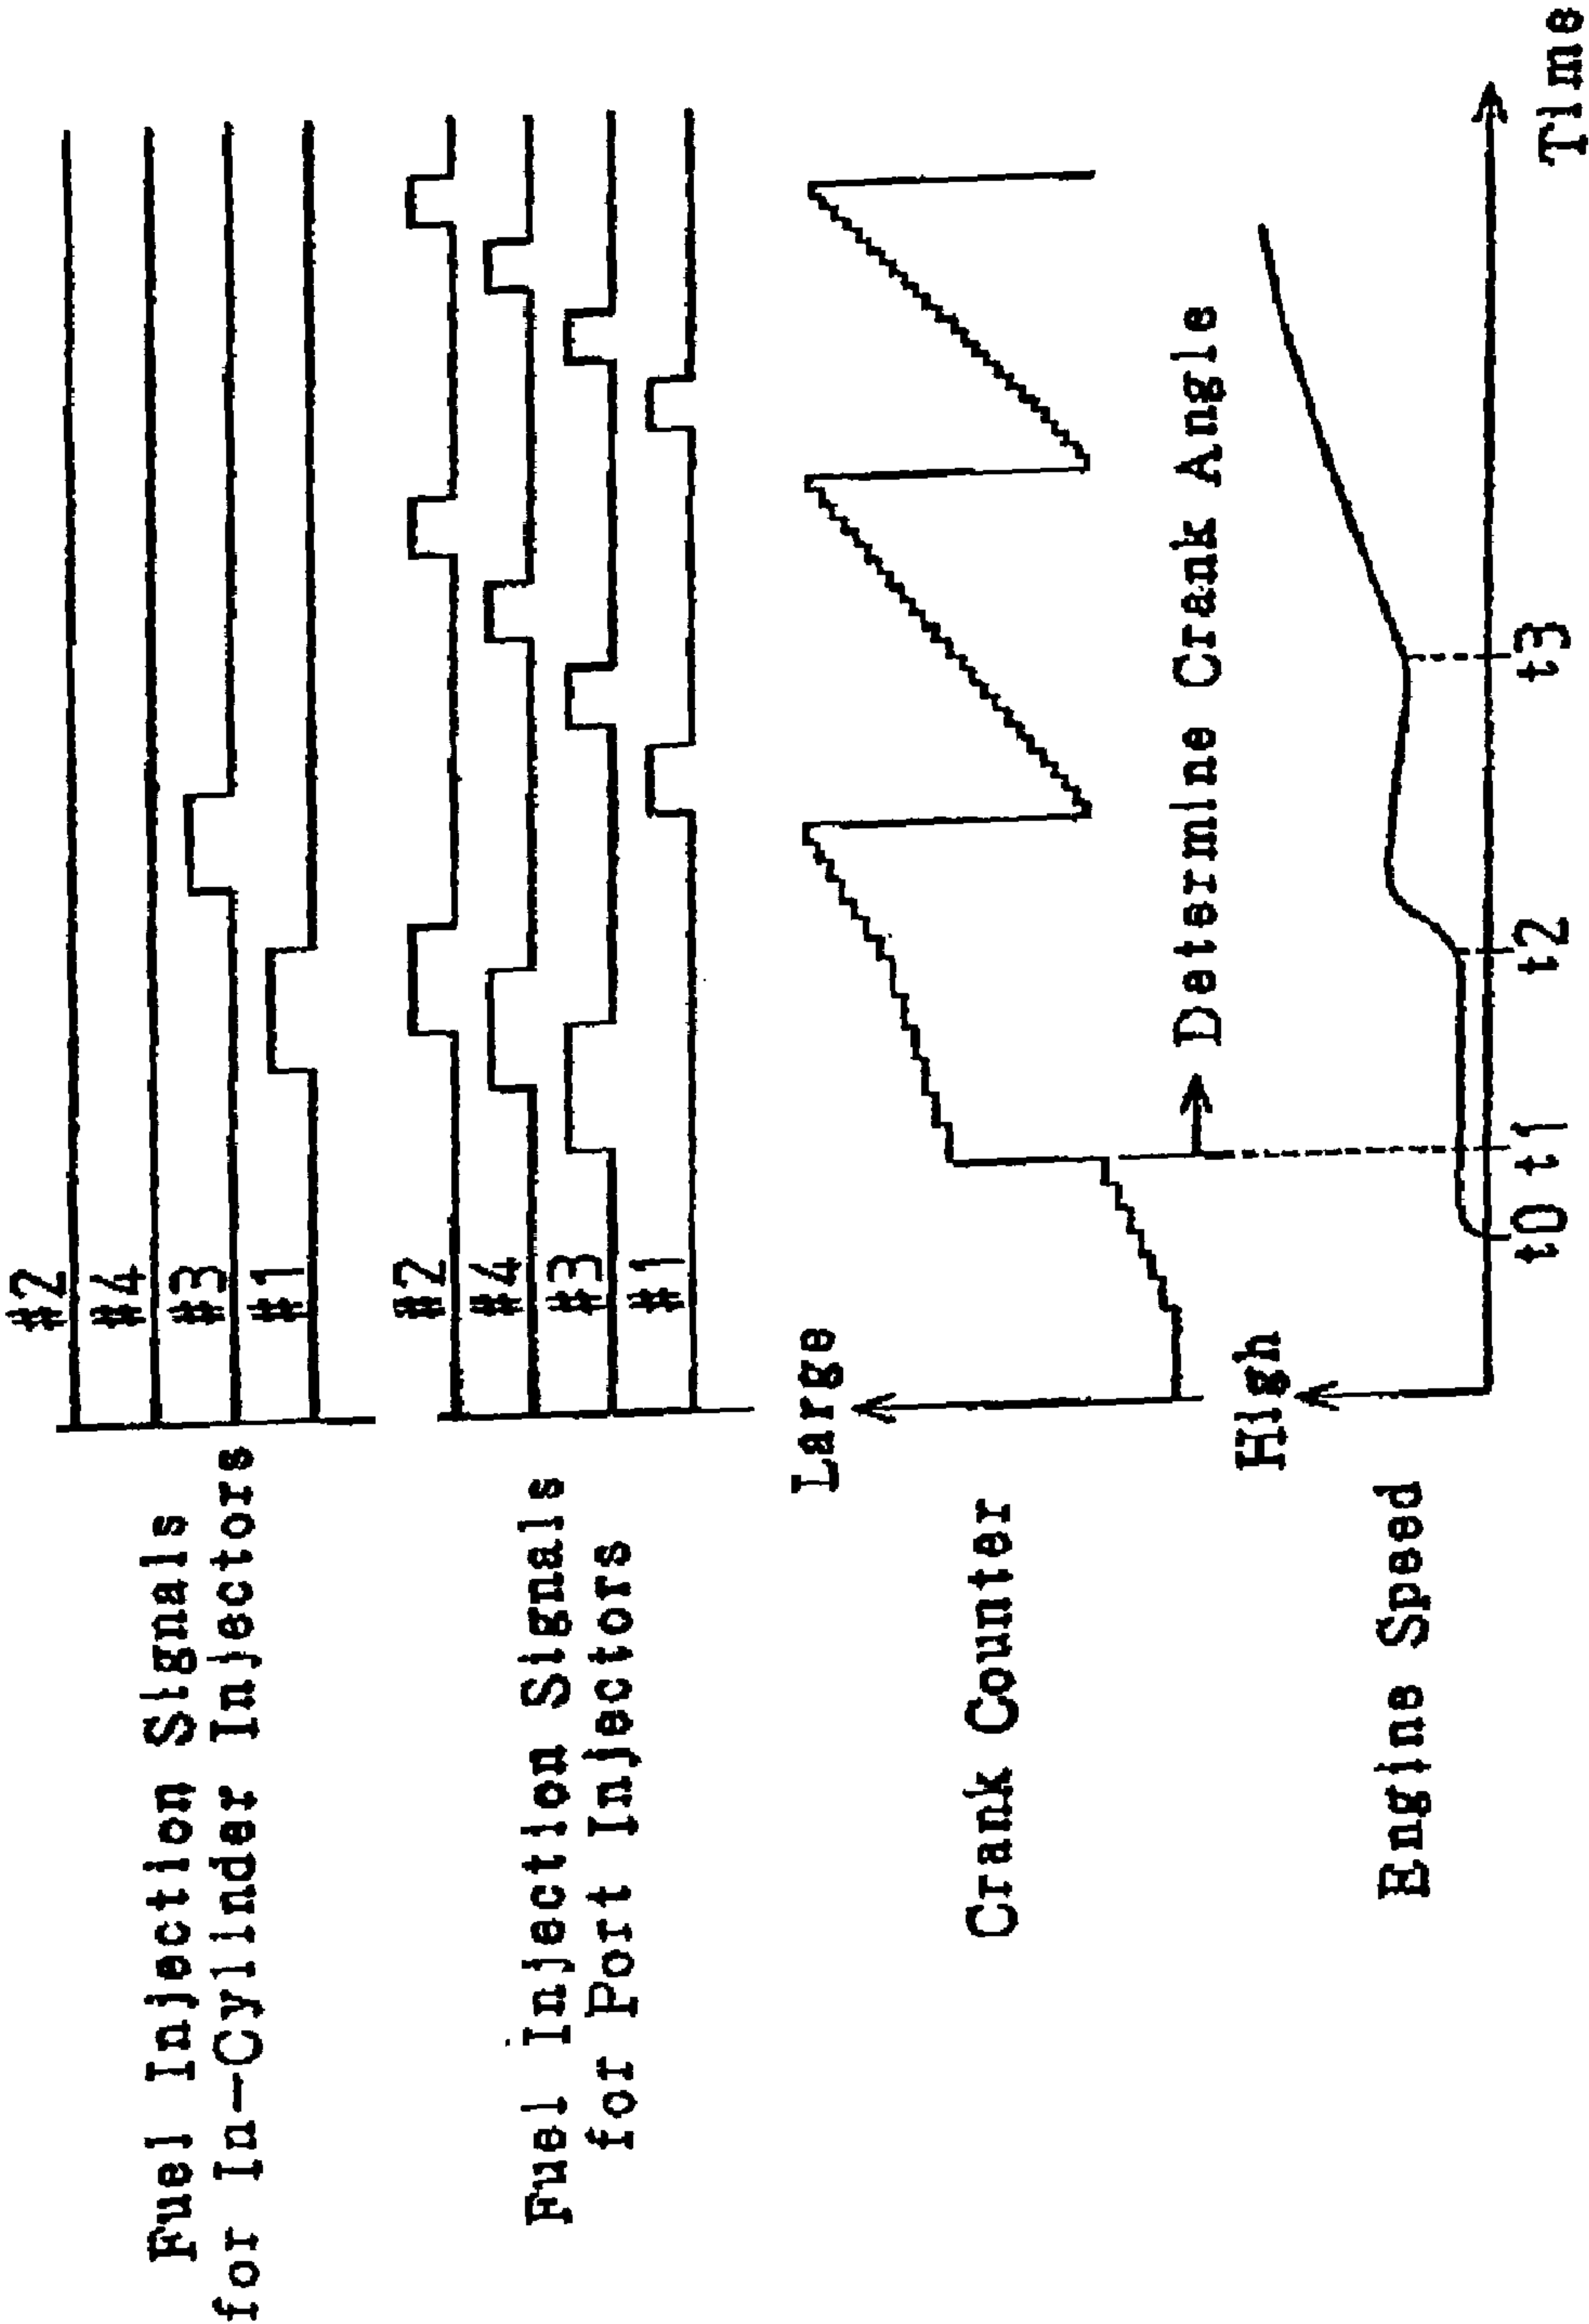 Fuel Injection Signals
for In-Cylinder Injectors
#2
#4
#3
#1
Fuel Injection Signals
for Port Injectors
#2
#4
#3
#1
Large
Crank Counter
Determine Crank Angle
High
Engine Speed
t0
t1
t2
t3
Time